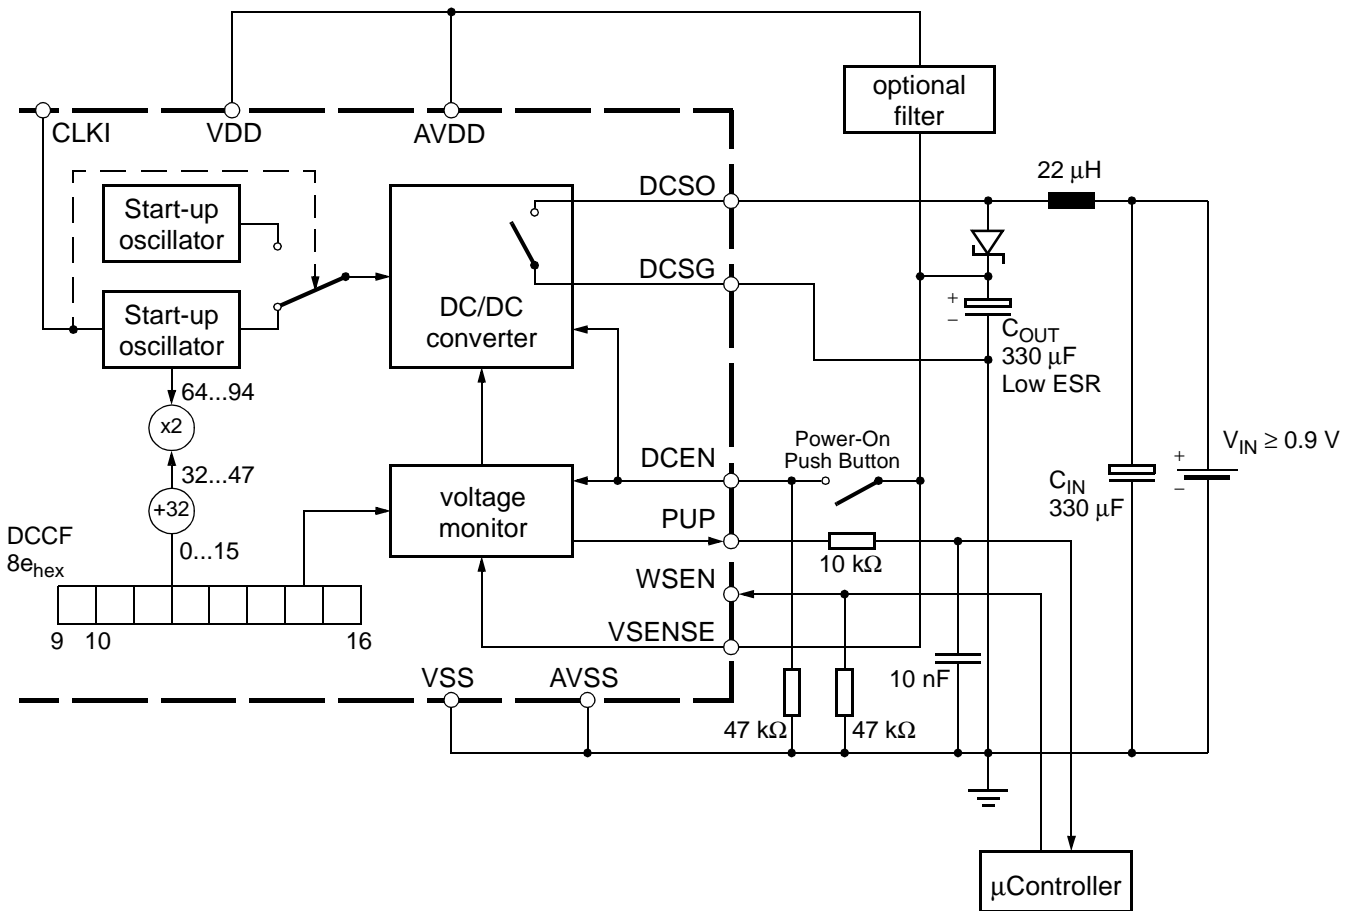 optional
filter
CLKI
VDD
AVDD
22 μH
DCSO
Start-up
oscillator
DCSG
Start-up
oscillator
DC/DC
converter
+
−
COUT
330 μF
Low ESR
64...94
x2
Power-On
Push Button
VIN ≥ 0.9 V
+
−
DCEN
32...47
voltage
monitor
CIN
330 μF
+32
PUP
DCCF
8ehex
0...15
10 kΩ
WSEN
9
10
16
VSENSE
VSS
AVSS
10 nF
47 kΩ
47 kΩ
μController